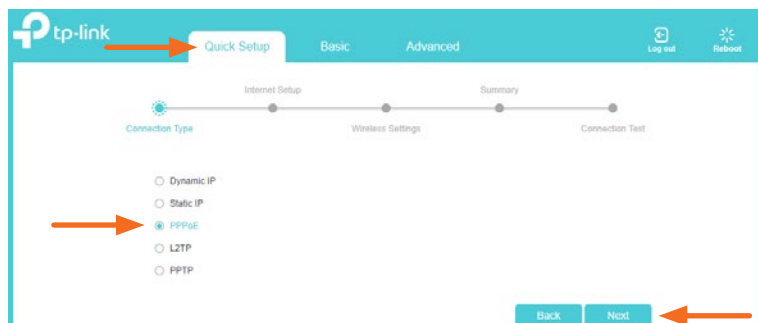 tp-link
Quick Setup Basic Advanced
Log out Reboot
Internet Setup Summary
Connection Type Wireless Settings Connection Test
Dynamic IP
Static IP
PPPoE
L2TP
PPTP
Back Next